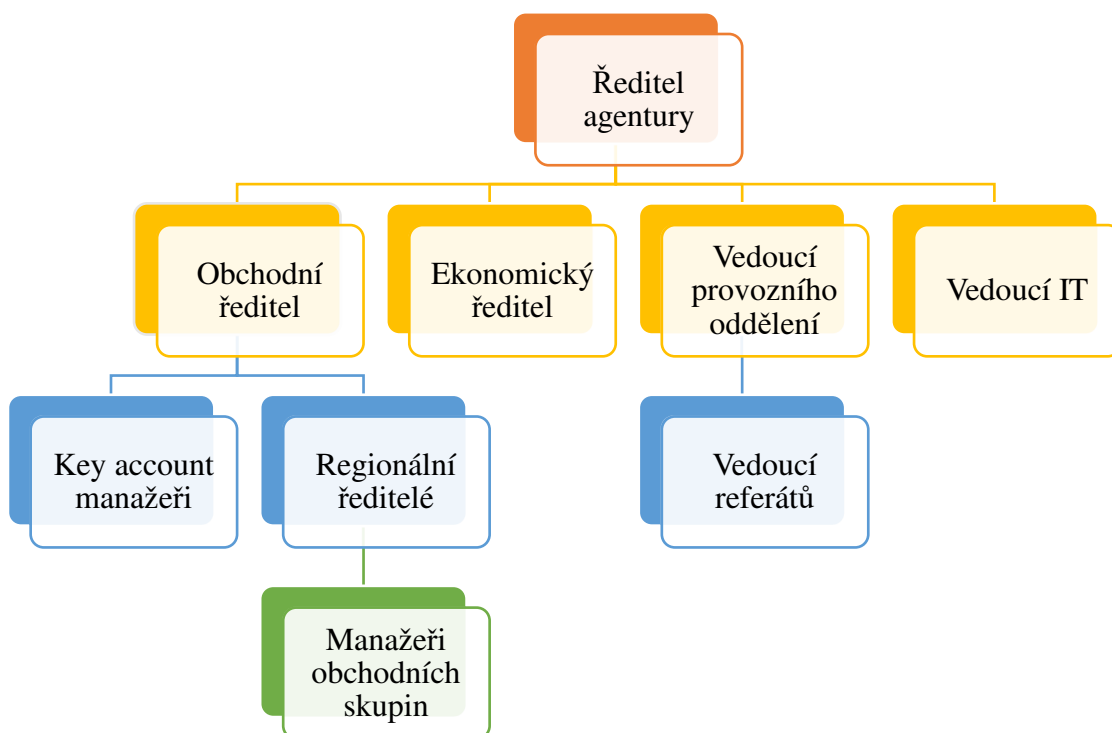 Ředitel
agentury
Obchodní
ředitel
Ekonomický
ředitel
Vedoucí
provozního
oddělení
Vedoucí IT
Key account
manažeři
Regionální
ředitelé
Vedoucí
referátů
Manažeři
obchodních
skupin